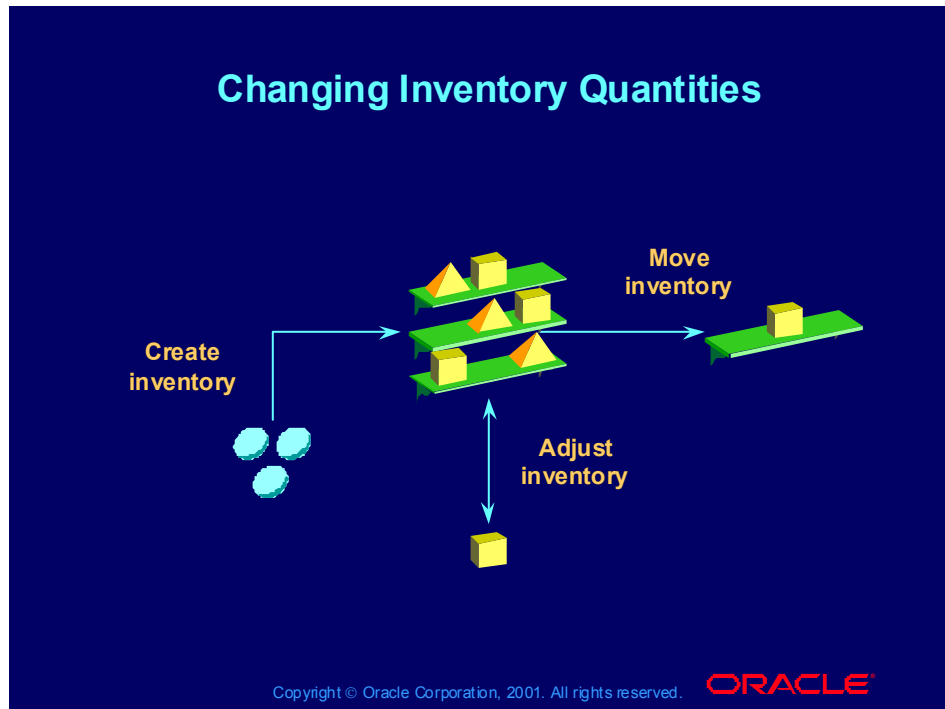 Changing Inventory Quantities
Move
inventory
Create
inventory
Adjust
inventory
Copyright © Oracle Corporation, 2001. All rights reserved.
ORACLE®